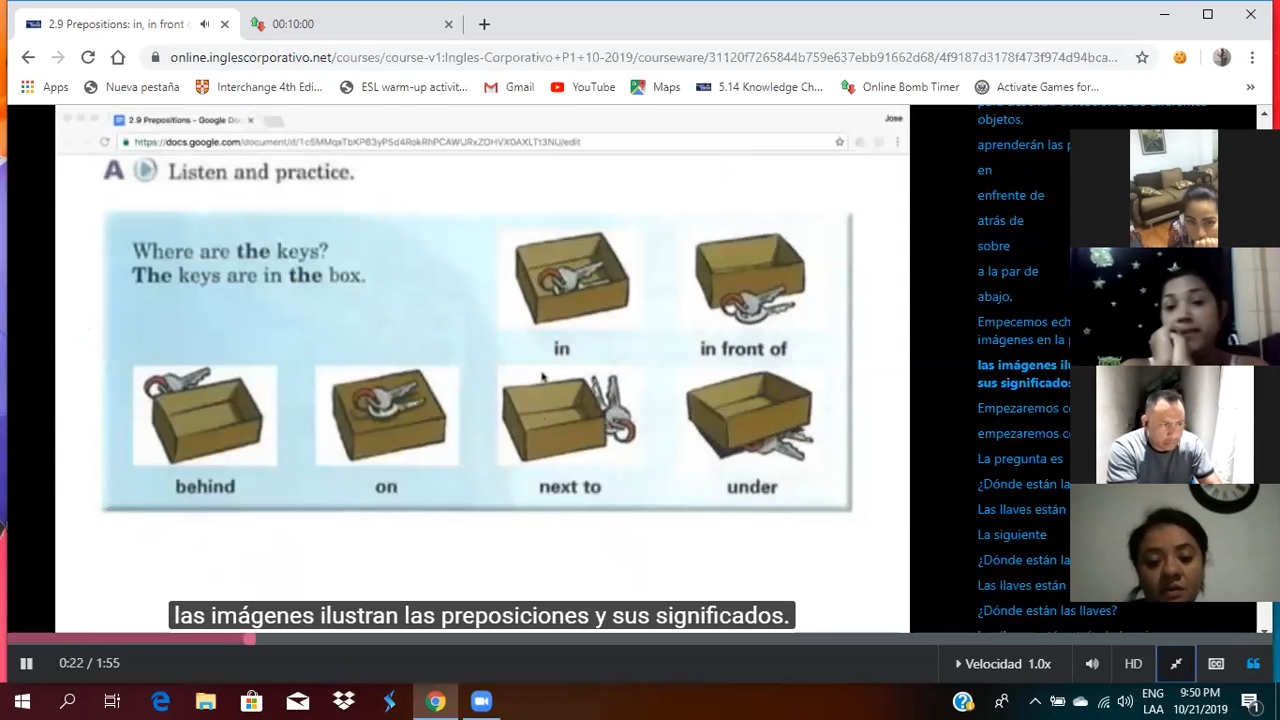 2.9 Prepositions: in, in front o
00:10:00
online.inglescorporativo.net/courses/course-v1:Ingles-Corporativo+P1+10-2019/courseware/31120f7265844b759e637ebb91662d68/4f9187d3178f473f974d94bca...
Apps
Nueva pestaña
Interchange 4th Edi...
ESL warm-up activit...
Gmail
YouTube
Maps
5.14 Knowledge Ch...
Online Bomb Timer
Activate Games for...
2.9 Prepositions - Google Do
Jose
A Listen and practice.
Where are the keys?
The keys are in the box.
in
in front of
behind
on
next to
under
las imágenes ilustran las preposiciones y sus significados.
objetos.
aprenderán las p
en
enfrente de
atrás de
sobre
a la par de
abajo.
Empecemos ech
imágenes en la p
las imágenes ilu
sus significados
Empezaremos c
empezaremos c
La pregunta es
¿Dónde están la
Las llaves están
La siguiente
¿Dónde están la
Las llaves están
¿Dónde están las llaves?
0:22 / 1:55
Velocidad 1.0x
HD
ENG
LAA
9:50 PM
10/21/2019